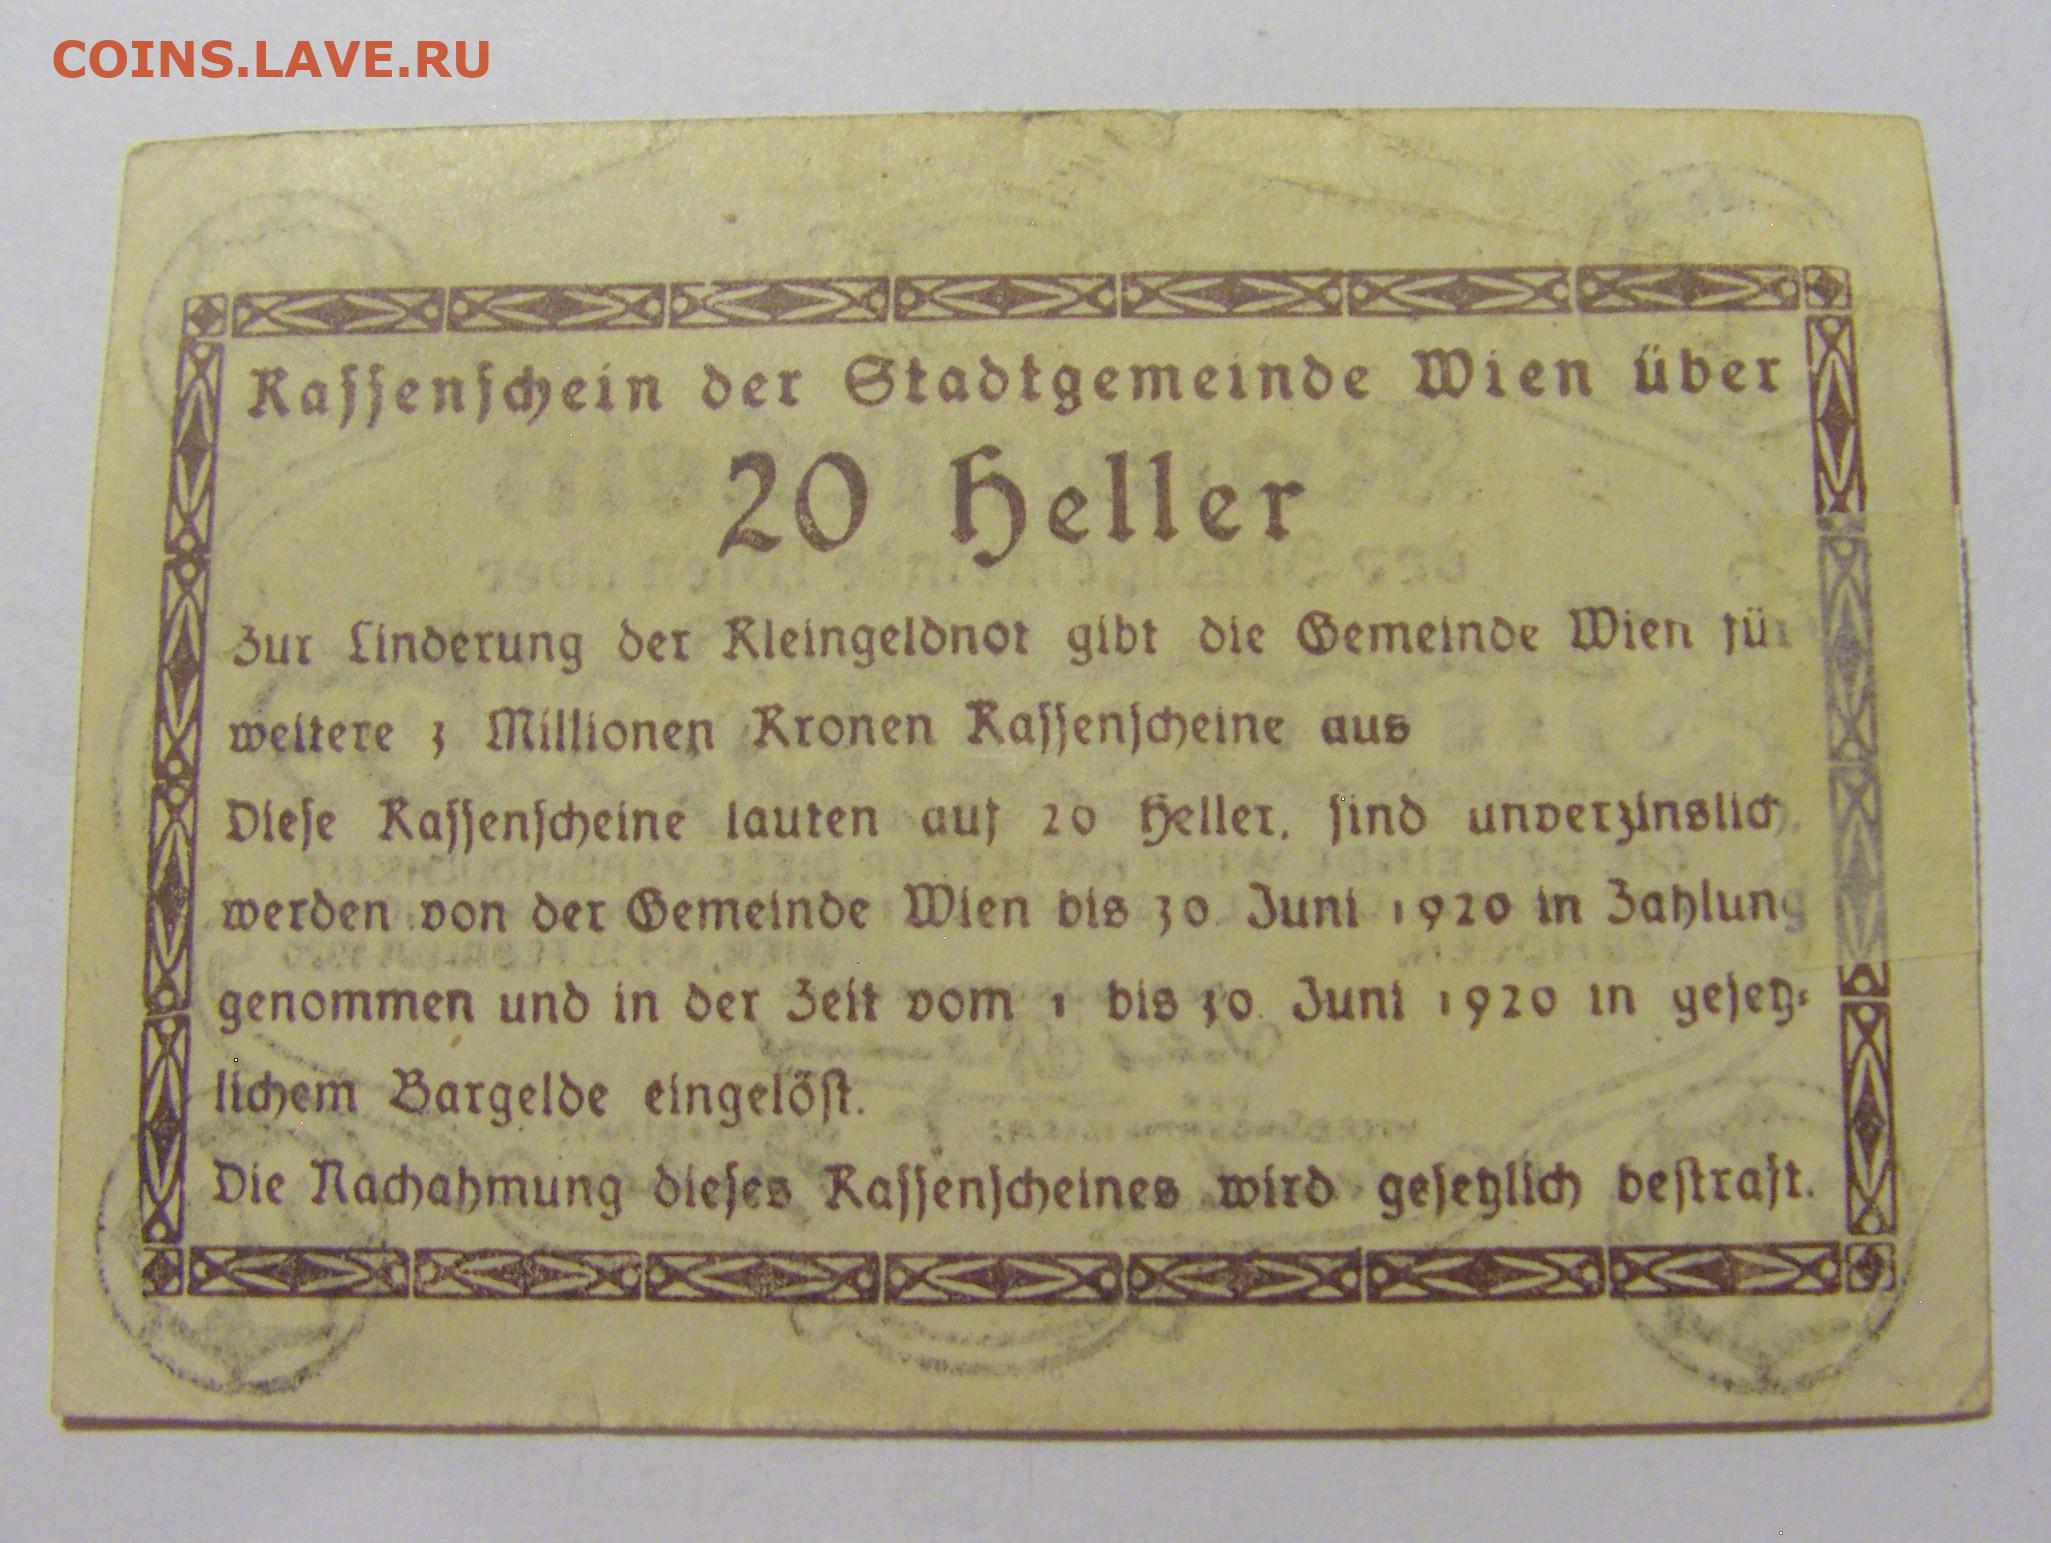 COINS.LAVE.RU
Kassenschein der Stadtgemeinde Wien über
20 Heller
Zur Linderung der Kleingeldnot gibt die Gemeinde Wien für
weitere 3 Millionen Kronen Kassenscheine aus
Diese Kassenscheine lauten auf 20 Heller, sind unverzinslich,
werden von der Gemeinde Wien bis 30. Juni 1920 in Zahlung
genommen und in der Zeit vom 1 bis 30. Juni 1920 in gesetz-
lichem Bargelde eingelöst.
Die Nachahmung dieses Kassenscheines wird gesetzlich bestraft.